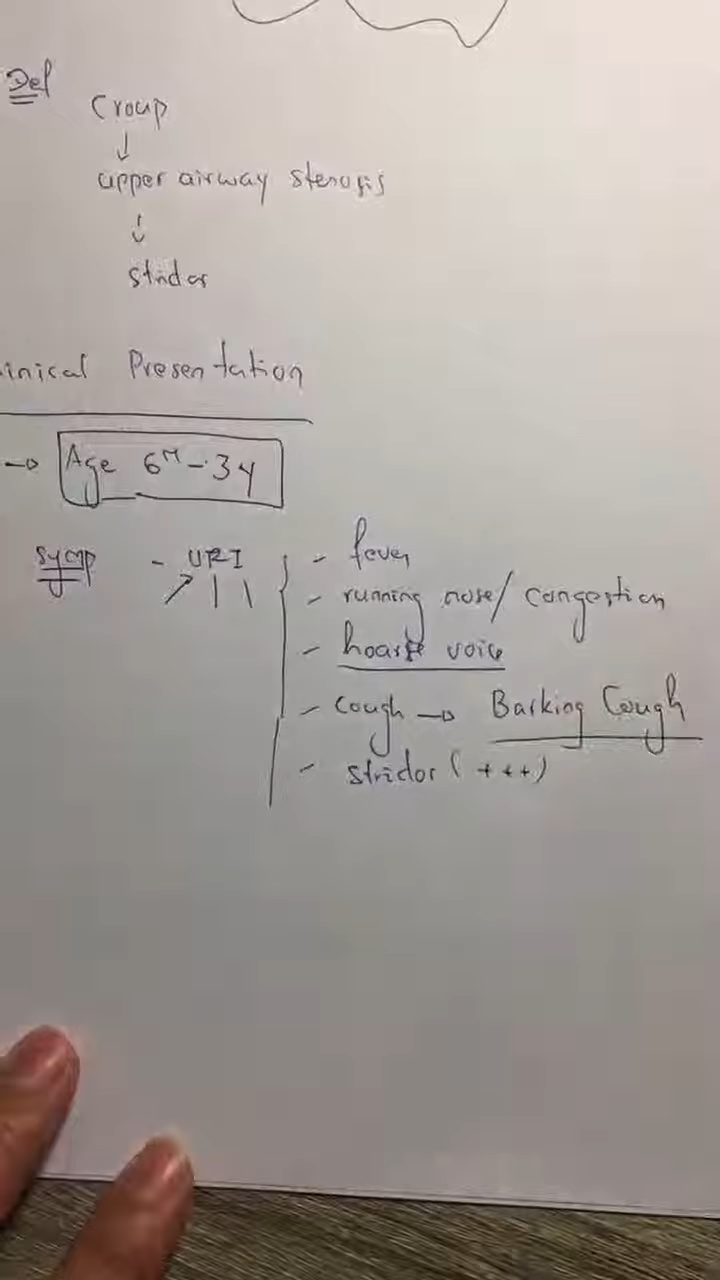 Def
Croup
↓
upper airway stenosis
↓
stridor
inical Presentation
→ Age 6M - 3y
Symp - URI
- fever
- running nose/ congestion
- hoarse voice
- cough → Barking Cough
- stridor (+++)